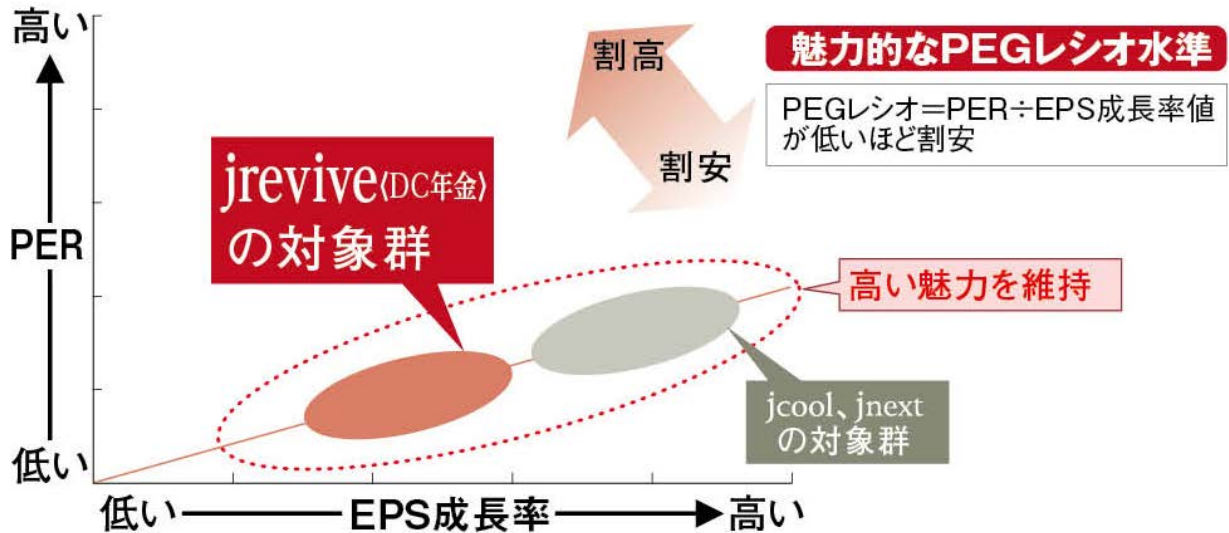 高い
PER
低い
低い
EPS成長率
高い
割高
割安
魅力的なPEGレシオ水準
PEGレシオ=PER÷EPS成長率値
が低いほど割安
jrevive〈DC年金〉
の対象群
高い魅力を維持
jcool、jnext
の対象群